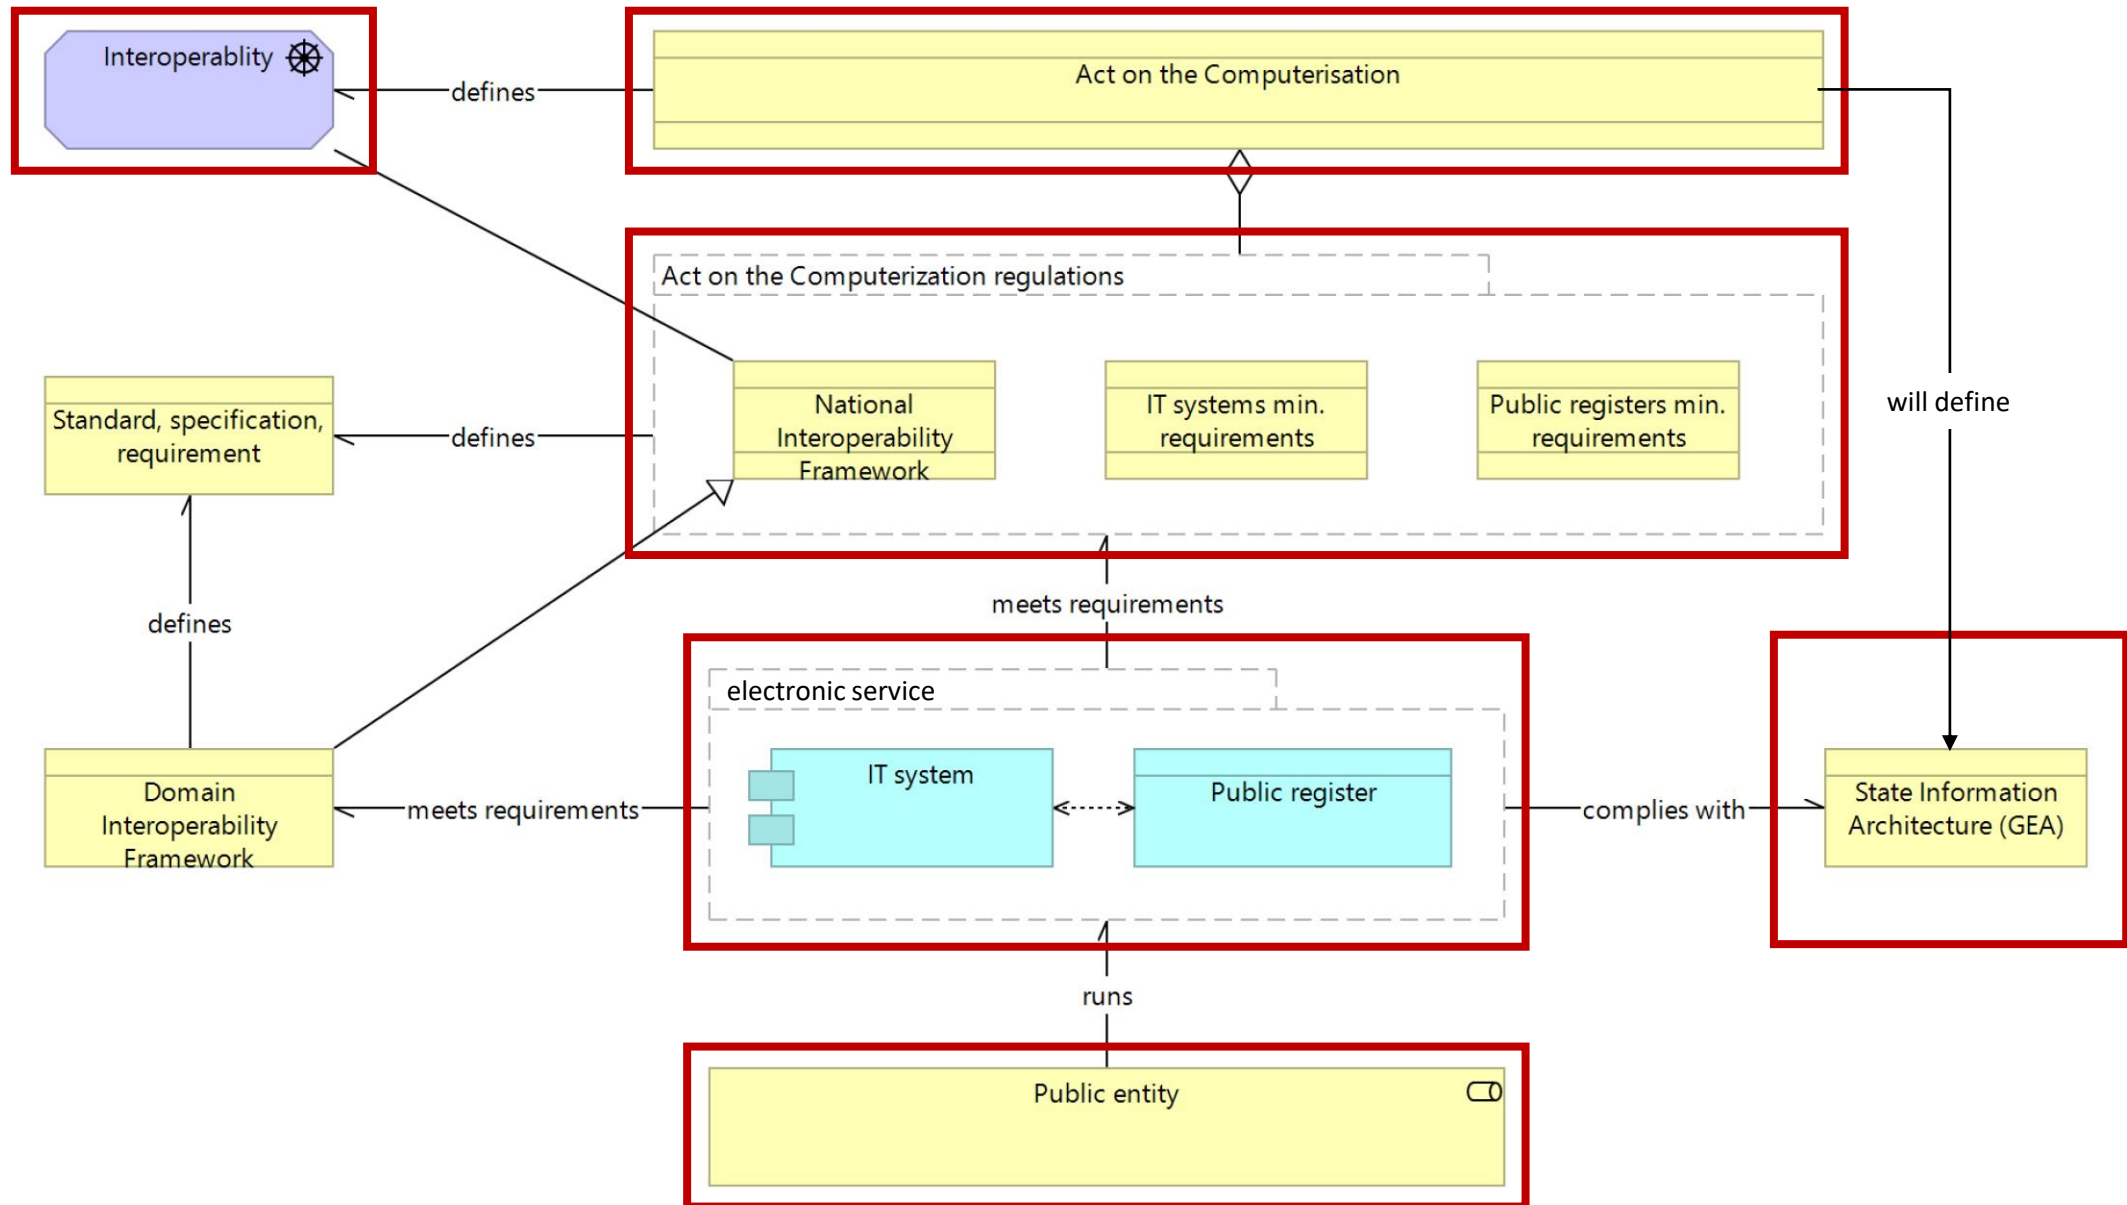 Interoperablity
defines
Act on the Computerisation
Act on the Computerization regulations
National
Interoperability
Framework
IT systems min.
requirements
Public registers min.
requirements
will define
Standard, specification,
requirement
defines
defines
meets requirements
electronic service
IT system
Public register
Domain
Interoperability
Framework
meets requirements
complies with
State Information
Architecture (GEA)
runs
Public entity